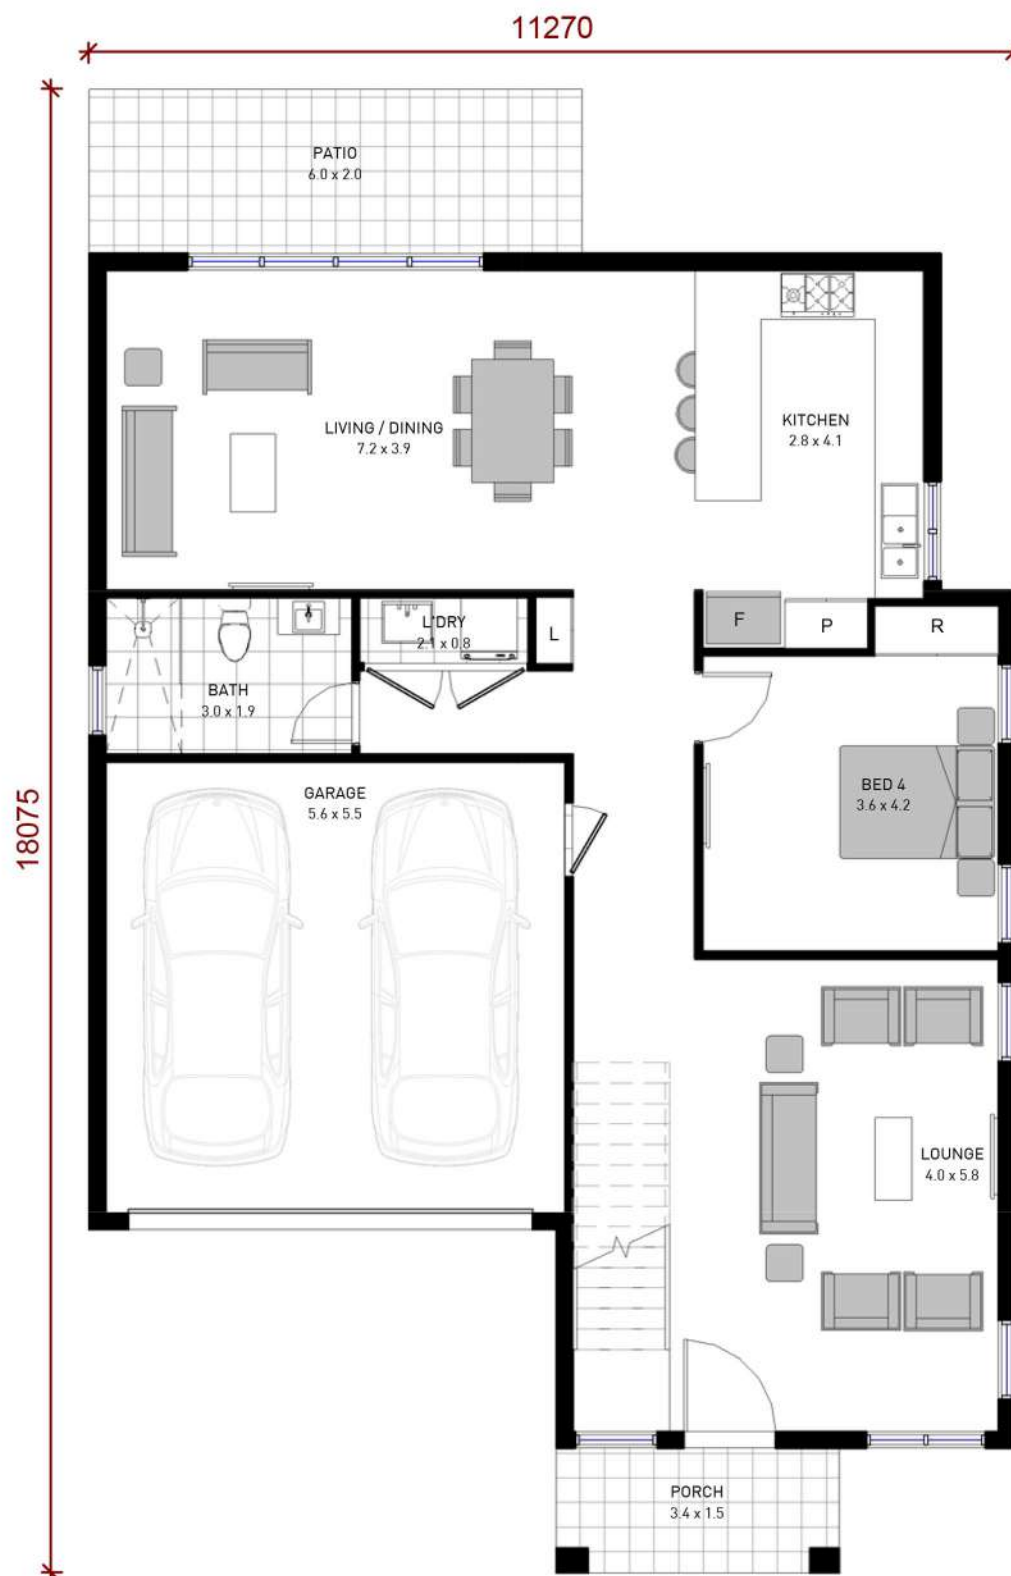 11270
18075
PATIO
6.0 x 2.0
LIVING / DINING
7.2 x 3.9
KITCHEN
2.8 x 4.1
L'DRY
2.1 x 0.8
L
F
P
R
BATH
3.0 x 1.9
GARAGE
5.6 x 5.5
BED 4
3.6 x 4.2
LOUNGE
4.0 x 5.8
PORCH
3.4 x 1.5